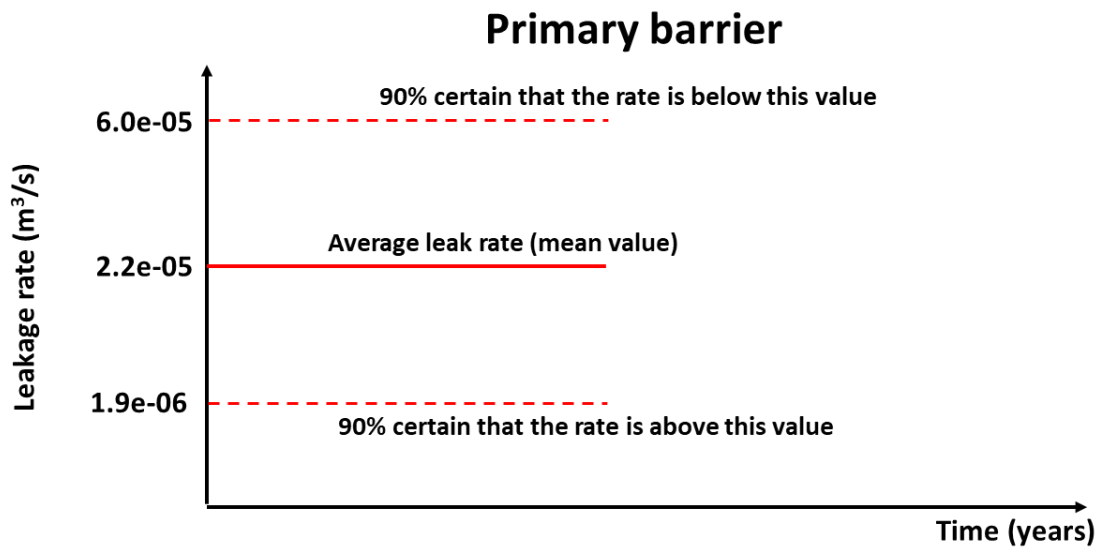 Primary barrier
90% certain that the rate is below this value
6.0e-05
Leakage rate (m³/s)
Average leak rate (mean value)
2.2e-05
1.9e-06
90% certain that the rate is above this value
Time (years)